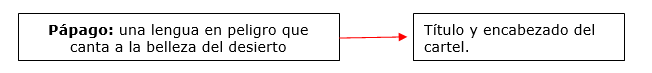 Pápago: una lengua en peligro que
canta a la belleza del desierto
Título y encabezado del
cartel.